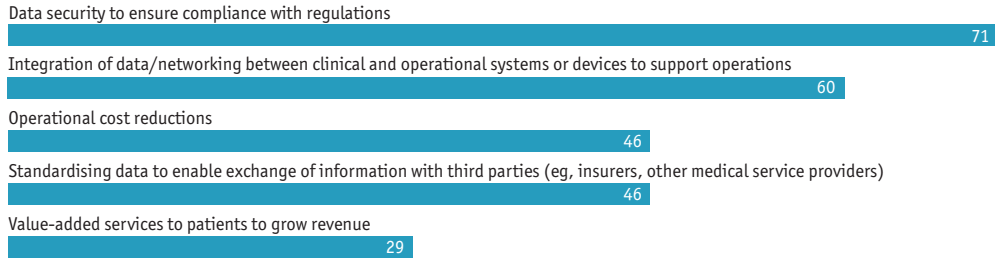 Data security to ensure compliance with regulations
71
Integration of data/networking between clinical and operational systems or devices to support operations
60
Operational cost reductions
46
Standardising data to enable exchange of information with third parties (eg, insurers, other medical service providers)
46
Value-added services to patients to grow revenue
29